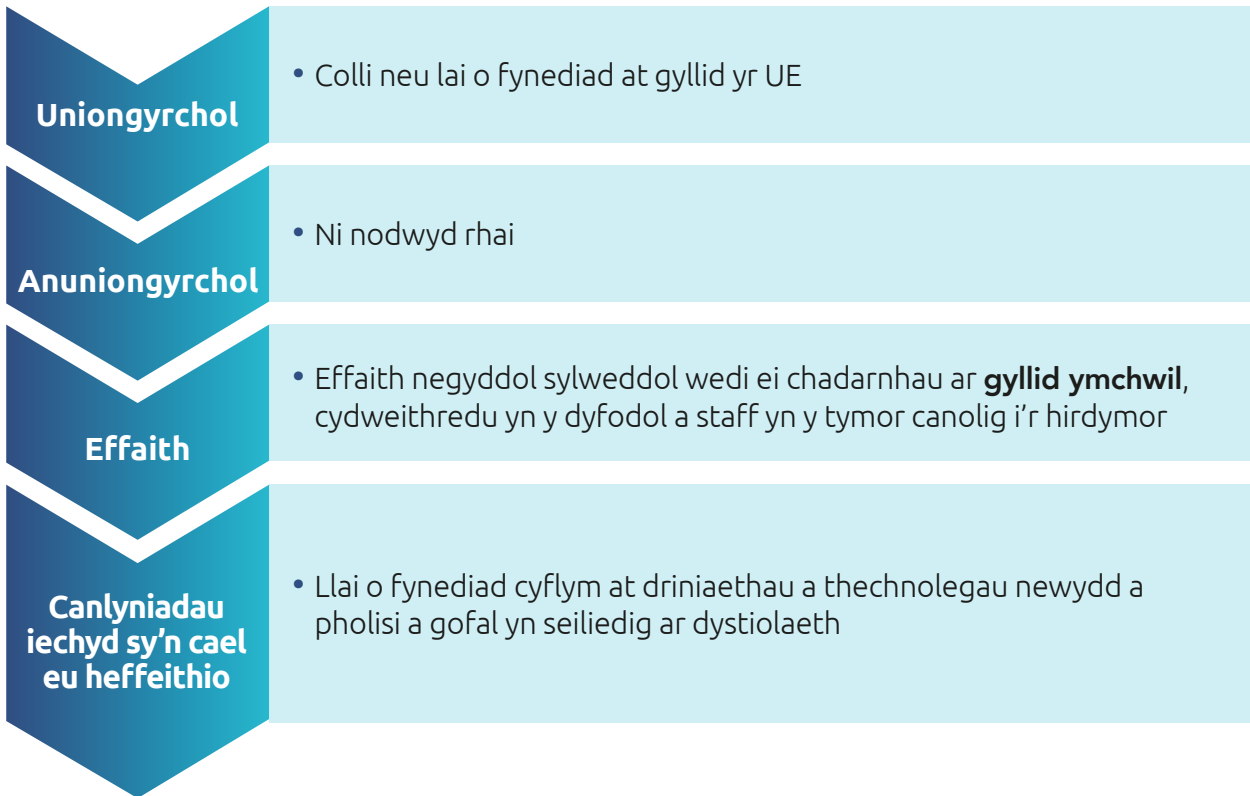 Uniongyrchol
• Colli neu lai o fynediad at gyllid yr UE
Anuniongyrchol
• Ni nodwyd rhai
Effaith
• Effaith negyddol sylweddol wedi ei chadarnhau ar gyllid ymchwil,
cydweithredu yn y dyfodol a staff yn y tymor canolig i’r hirdymor
Canlyniadau
iechyd sy’n cael
eu heffeithio
• Llai o fynediad cyflym at driniaethau a thechnolegau newydd a
pholisi a gofal yn seiliedig ar dystiolaeth